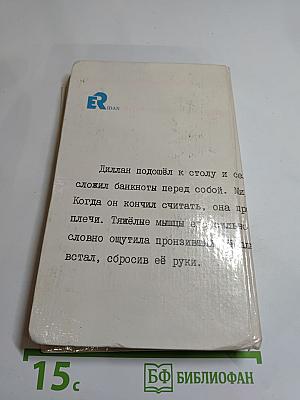 ER
IDAN
Диллан подошёл к столу и
сложил банкноты перед собой.
Когда он кончил считать, она
плечи. Тяжёлые мышцы
словно ощутила
встал, сбросив её руки.
15с
БФ БИБЛИОФАН